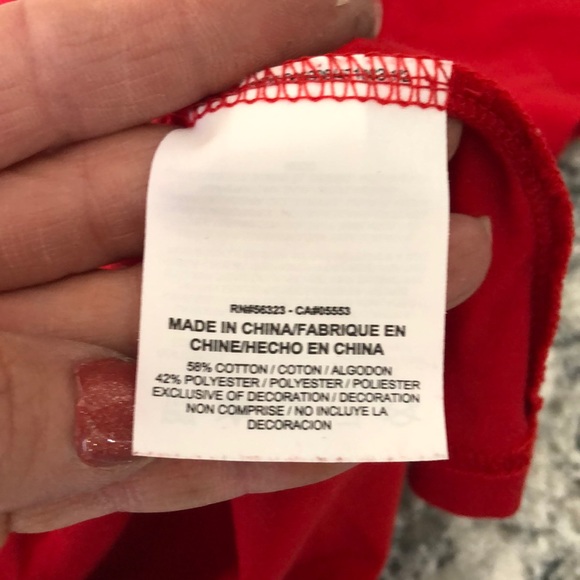 RN#56323 - CA#05553
MADE IN CHINA/FABRIQUE EN
CHINE/HECHO EN CHINA
58% COTTON / COTON / ALGODON
42% POLYESTER / POLYESTER / POLIESTER
EXCLUSIVE OF DECORATION / DECORATION
NON COMPRISE / NO INCLUYE LA
DECORACION